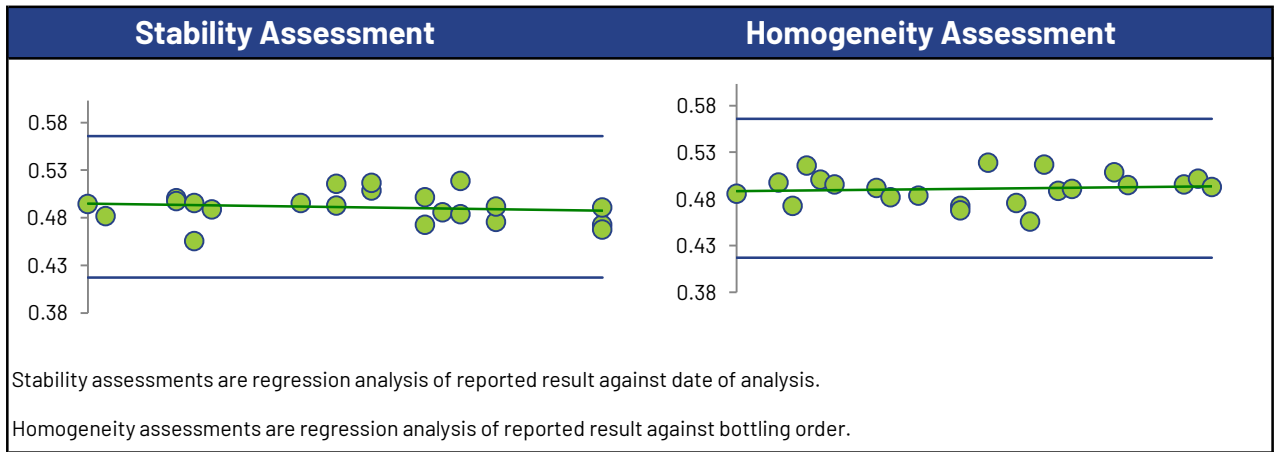 Stability Assessment
Homogeneity Assessment
0.58
0.53
0.48
0.43
0.38
0.58
0.53
0.48
0.43
0.38
Stability assessments are regression analysis of reported result against date of analysis.
Homogeneity assessments are regression analysis of reported result against bottling order.